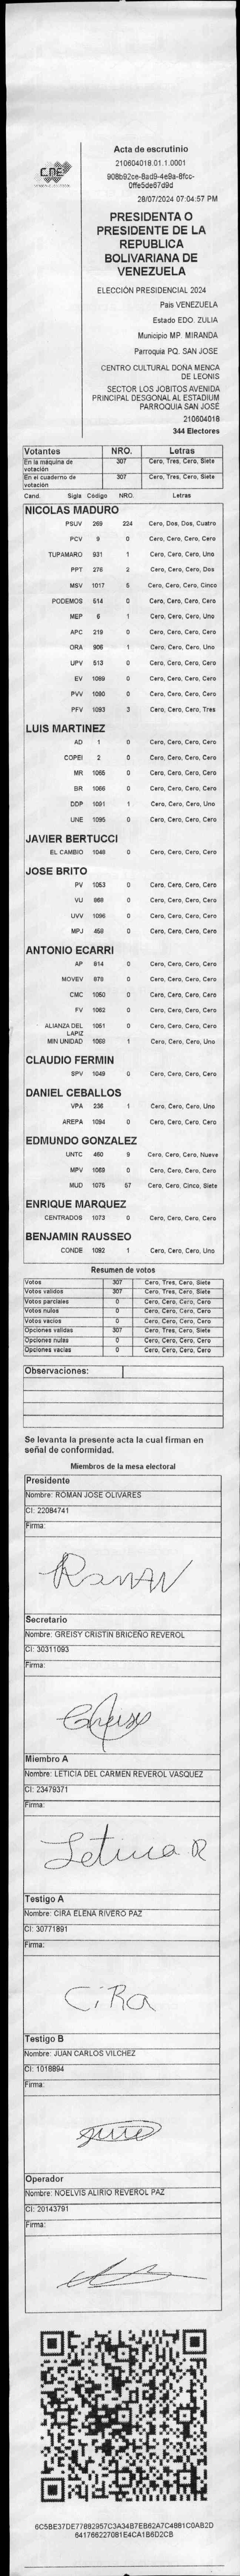 CNE
Acta de escrutinio
210604018.01.1.0001
908b92ce-8ad9-4e9a-8fcc-
0ffe5de67d9d
28/07/2024 07:04:57 PM
PRESIDENTA O
PRESIDENTE DE LA
REPUBLICA
BOLIVARIANA DE
VENEZUELA
ELECCIÓN PRESIDENCIAL 2024
Pais VENEZUELA
Estado EDO. ZULIA
Municipio MP. MIRANDA
Parroquia PQ. SAN JOSE
CENTRO CULTURAL DOÑA MENCA
DE LEONIS
SECTOR LOS JOBITOS AVENIDA
PRINCIPAL DESGONAL AL ESTADIUM
PARROQUIA SAN JOSE
210604018
344 Electores
Votantes NRO. Letras
En la máquina de votación 307 Cero, Tres, Cero, Siete
En el cuaderno de votación 307 Cero, Tres, Cero, Siete
Cand. Sigla Código NRO. Letras
NICOLAS MADURO
PSUV 269 224 Cero, Dos, Dos, Cuatro
PCV 9 0 Cero, Cero, Cero, Cero
TUPAMARO 931 1 Cero, Cero, Cero, Uno
PPT 276 2 Cero, Cero, Cero, Dos
MSV 1017 5 Cero, Cero, Cero, Cinco
PODEMOS 514 0 Cero, Cero, Cero, Cero
MEP 6 1 Cero, Cero, Cero, Uno
APC 219 0 Cero, Cero, Cero, Cero
ORA 906 1 Cero, Cero, Cero, Uno
UPV 513 0 Cero, Cero, Cero, Cero
EV 1089 0 Cero, Cero, Cero, Cero
PVV 1090 0 Cero, Cero, Cero, Cero
PFV 1093 3 Cero, Cero, Cero, Tres
LUIS MARTINEZ
AD 1 0 Cero, Cero, Cero, Cero
COPEI 2 0 Cero, Cero, Cero, Cero
MR 1065 0 Cero, Cero, Cero, Cero
BR 1066 0 Cero, Cero, Cero, Cero
DDP 1091 1 Cero, Cero, Cero, Uno
UNE 1095 0 Cero, Cero, Cero, Cero
JAVIER BERTUCCI
EL CAMBIO 1048 0 Cero, Cero, Cero, Cero
JOSE BRITO
PV 1053 0 Cero, Cero, Cero, Cero
VU 868 0 Cero, Cero, Cero, Cero
UVV 1096 0 Cero, Cero, Cero, Cero
MPJ 459 0 Cero, Cero, Cero, Cero
ANTONIO ECARRI
AP 814 0 Cero, Cero, Cero, Cero
MOVEV 979 0 Cero, Cero, Cero, Cero
CMC 1050 0 Cero, Cero, Cero, Cero
FV 1062 0 Cero, Cero, Cero, Cero
ALIANZA DEL LAPIZ 1051 0 Cero, Cero, Cero, Cero
MIN UNIDAD 1068 1 Cero, Cero, Cero, Uno
CLAUDIO FERMIN
SPV 1049 0 Cero, Cero, Cero, Cero
DANIEL CEBALLOS
VPA 236 1 Cero, Cero, Cero, Uno
AREPA 1094 0 Cero, Cero, Cero, Cero
EDMUNDO GONZALEZ
UNTC 460 9 Cero, Cero, Cero, Nueve
MPV 1069 0 Cero, Cero, Cero, Cero
MUD 1075 57 Cero, Cero, Cinco, Siete
ENRIQUE MARQUEZ
CENTRADOS 1073 0 Cero, Cero, Cero, Cero
BENJAMIN RAUSSEO
CONDE 1092 1 Cero, Cero, Cero, Uno
Resumen de votos
Votos 307 Cero, Tres, Cero, Siete
Votos validos 307 Cero, Tres, Cero, Siete
Votos parciales 0 Cero, Cero, Cero, Cero
Votos nulos 0 Cero, Cero, Cero, Cero
Votos vacios 0 Cero, Cero, Cero, Cero
Opciones validas 307 Cero, Tres, Cero, Siete
Opciones nulas 0 Cero, Cero, Cero, Cero
Opciones vacias 0 Cero, Cero, Cero, Cero
Observaciones:
Se levanta la presente acta la cual firman en
señal de conformidad.
Miembros de la mesa electoral
Presidente
Nombre: ROMAN JOSE OLIVARES
CI: 22084741
Firma:
Roman
Secretario
Nombre: GREISY CRISTIN BRICEÑO REVEROL
CI: 30311093
Firma:
Greisy
Miembro A
Nombre: LETICIA DEL CARMEN REVEROL VASQUEZ
CI: 23479371
Firma:
Leticia R
Testigo A
Nombre: CIRA ELENA RIVERO PAZ
CI: 30771891
Firma:
CiRa
Testigo B
Nombre: JUAN CARLOS VILCHEZ
CI: 1016894
Firma:
Operador
Nombre: NOELVIS ALIRIO REVEROL PAZ
CI: 20143791
Firma:
6C5BE37DE77892957C3A34B7EB62A7C4881C0AB2D
641766227081E4CA1B6D2CB